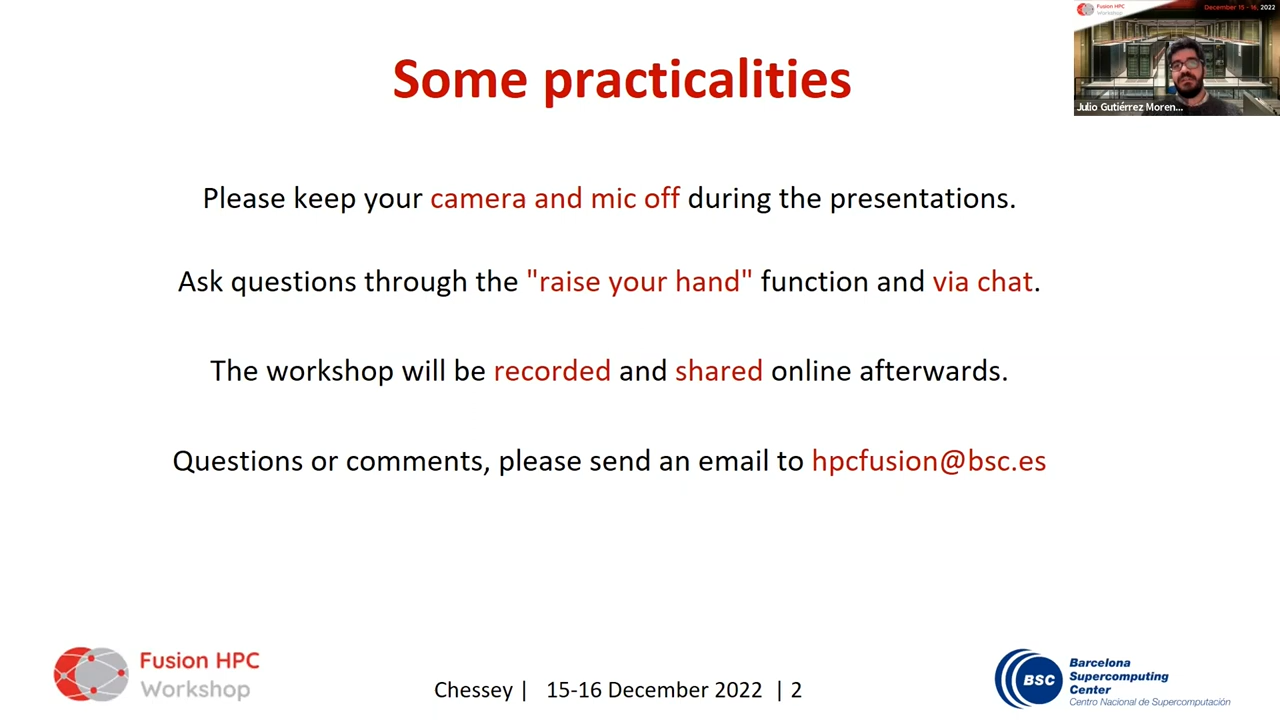 Some practicalities
Fusion HPC
Workshop
December 15 - 16, 2022
Julio Gutiérrez Moren...
Please keep your camera and mic off during the presentations.
Ask questions through the "raise your hand" function and via chat.
The workshop will be recorded and shared online afterwards.
Questions or comments, please send an email to hpcfusion@bsc.es
Fusion HPC
Workshop
Chessey | 15-16 December 2022 | 2
BSC
Barcelona
Supercomputing
Center
Centro Nacional de Supercomputación